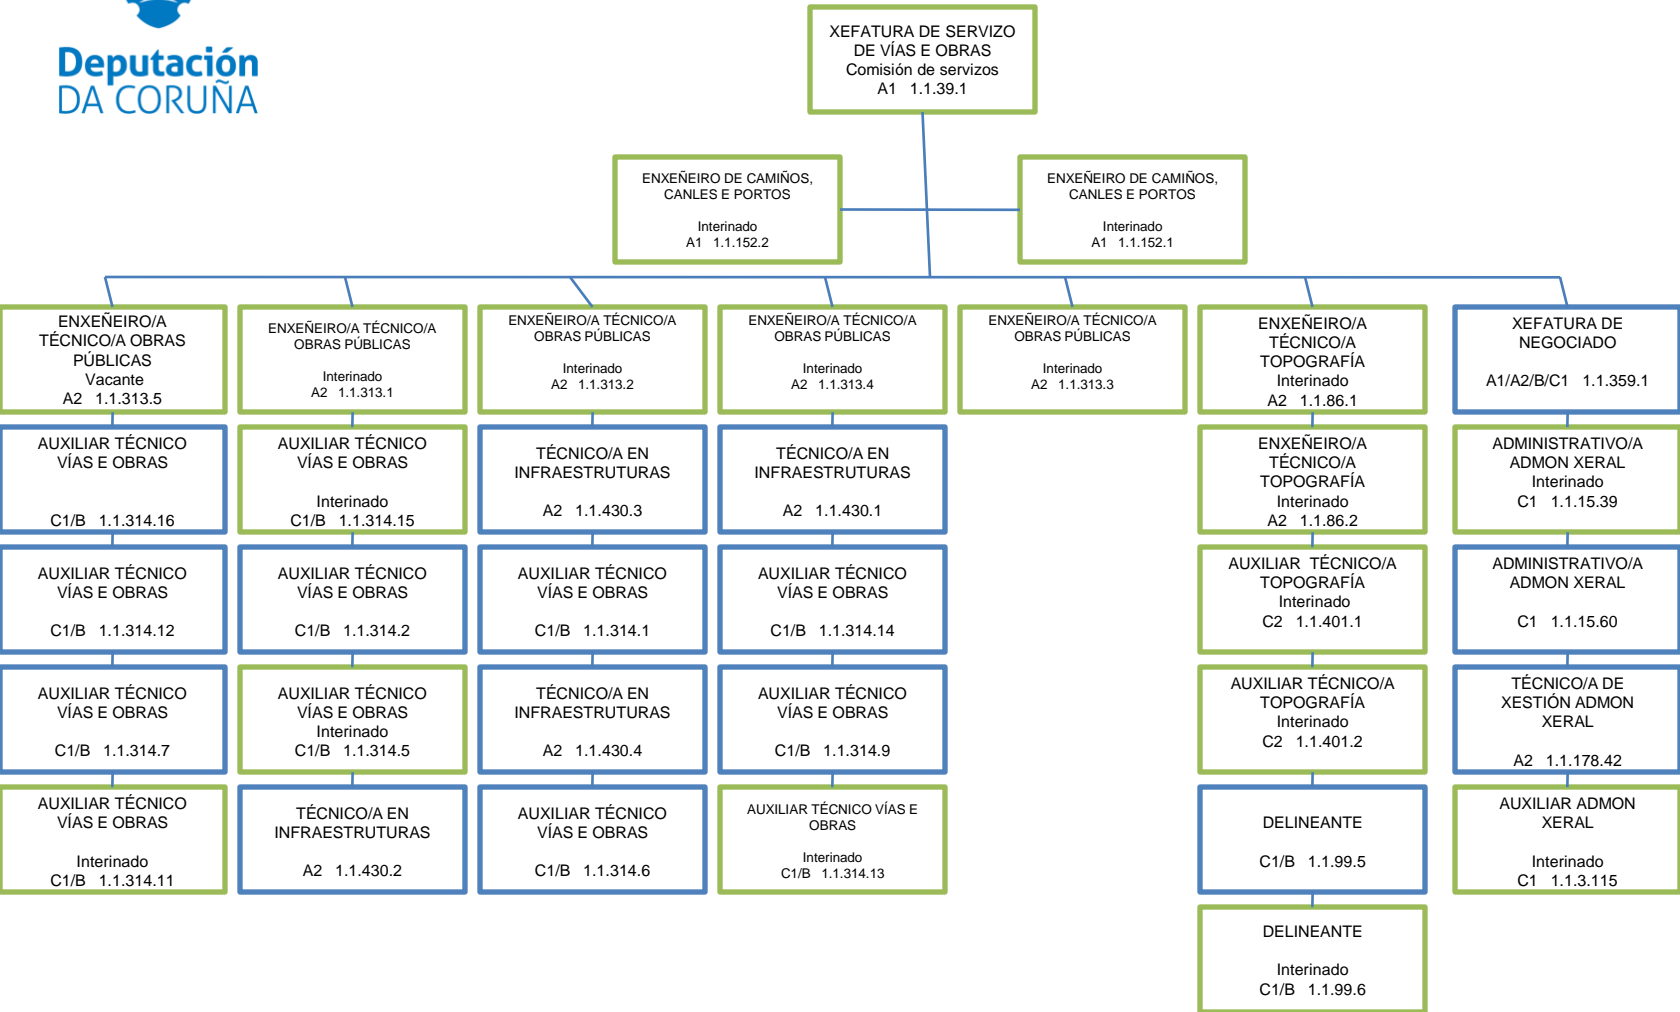 Deputación
DA CORUÑA
XEFATURA DE SERVIZO
DE VÍAS E OBRAS
Comisión de servizos
A1 1.1.39.1
ENXEÑEIRO DE CAMIÑOS,
CANLES E PORTOS
Interinado
A1 1.1.152.2
ENXEÑEIRO DE CAMIÑOS,
CANLES E PORTOS
Interinado
A1 1.1.152.1
ENXEÑEIRO/A
TÉCNICO/A OBRAS
PÚBLICAS
Vacante
A2 1.1.313.5
ENXEÑEIRO/A TÉCNICO/A
OBRAS PÚBLICAS
Interinado
A2 1.1.313.1
ENXEÑEIRO/A TÉCNICO/A
OBRAS PÚBLICAS
Interinado
A2 1.1.313.2
ENXEÑEIRO/A TÉCNICO/A
OBRAS PÚBLICAS
Interinado
A2 1.1.313.4
ENXEÑEIRO/A TÉCNICO/A
OBRAS PÚBLICAS
Interinado
A2 1.1.313.3
ENXEÑEIRO/A
TÉCNICO/A
TOPOGRAFÍA
Interinado
A2 1.1.86.1
XEFATURA DE
NEGOCIADO
A1/A2/B/C1 1.1.359.1
AUXILIAR TÉCNICO
VÍAS E OBRAS
C1/B 1.1.314.16
AUXILIAR TÉCNICO
VÍAS E OBRAS
Interinado
C1/B 1.1.314.15
TÉCNICO/A EN
INFRAESTRUTURAS
A2 1.1.430.3
TÉCNICO/A EN
INFRAESTRUTURAS
A2 1.1.430.1
ENXEÑEIRO/A
TÉCNICO/A
TOPOGRAFÍA
Interinado
A2 1.1.86.2
ADMINISTRATIVO/A
ADMON XERAL
Interinado
C1 1.1.15.39
AUXILIAR TÉCNICO
VÍAS E OBRAS
C1/B 1.1.314.12
AUXILIAR TÉCNICO
VÍAS E OBRAS
C1/B 1.1.314.2
AUXILIAR TÉCNICO
VÍAS E OBRAS
C1/B 1.1.314.1
AUXILIAR TÉCNICO
VÍAS E OBRAS
C1/B 1.1.314.14
AUXILIAR TÉCNICO/A
TOPOGRAFÍA
Interinado
C2 1.1.401.1
ADMINISTRATIVO/A
ADMON XERAL
C1 1.1.15.60
AUXILIAR TÉCNICO
VÍAS E OBRAS
C1/B 1.1.314.7
AUXILIAR TÉCNICO
VÍAS E OBRAS
Interinado
C1/B 1.1.314.5
TÉCNICO/A EN
INFRAESTRUTURAS
A2 1.1.430.4
AUXILIAR TÉCNICO
VÍAS E OBRAS
C1/B 1.1.314.9
AUXILIAR TÉCNICO/A
TOPOGRAFÍA
Interinado
C2 1.1.401.2
TÉCNICO/A DE
XESTIÓN ADMON
XERAL
A2 1.1.178.42
AUXILIAR TÉCNICO
VÍAS E OBRAS
Interinado
C1/B 1.1.314.11
TÉCNICO/A EN
INFRAESTRUTURAS
A2 1.1.430.2
AUXILIAR TÉCNICO
VÍAS E OBRAS
C1/B 1.1.314.6
AUXILIAR TÉCNICO VÍAS E
OBRAS
Interinado
C1/B 1.1.314.13
DELINEANTE
C1/B 1.1.99.5
AUXILIAR ADMON
XERAL
Interinado
C1 1.1.3.115
DELINEANTE
Interinado
C1/B 1.1.99.6